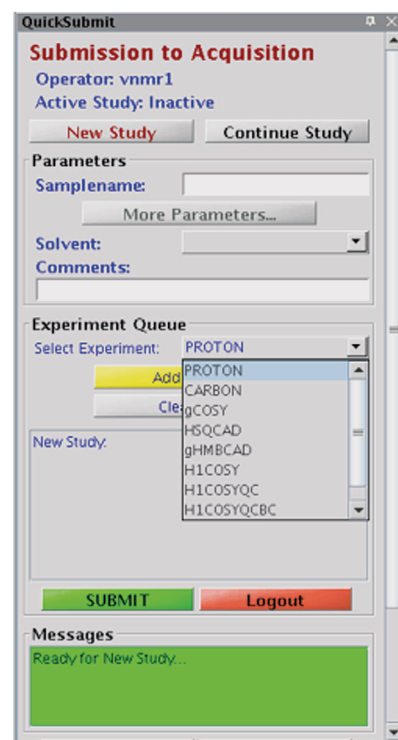 QuickSubmit
Submission to Acquisition
Operator: vnmr1
Active Study: Inactive
New Study Continue Study
Parameters
Samplename:
More Parameters...
Solvent:
Comments:
Experiment Queue
Select Experiment: PROTON
Add
PROTON
CARBON
Cle
gCOSY
HSQCAD
New Study:
gHMBCAD
H1COSY
H1COSYQC
H1COSYQCBC
SUBMIT Logout
Messages
Ready for New Study...